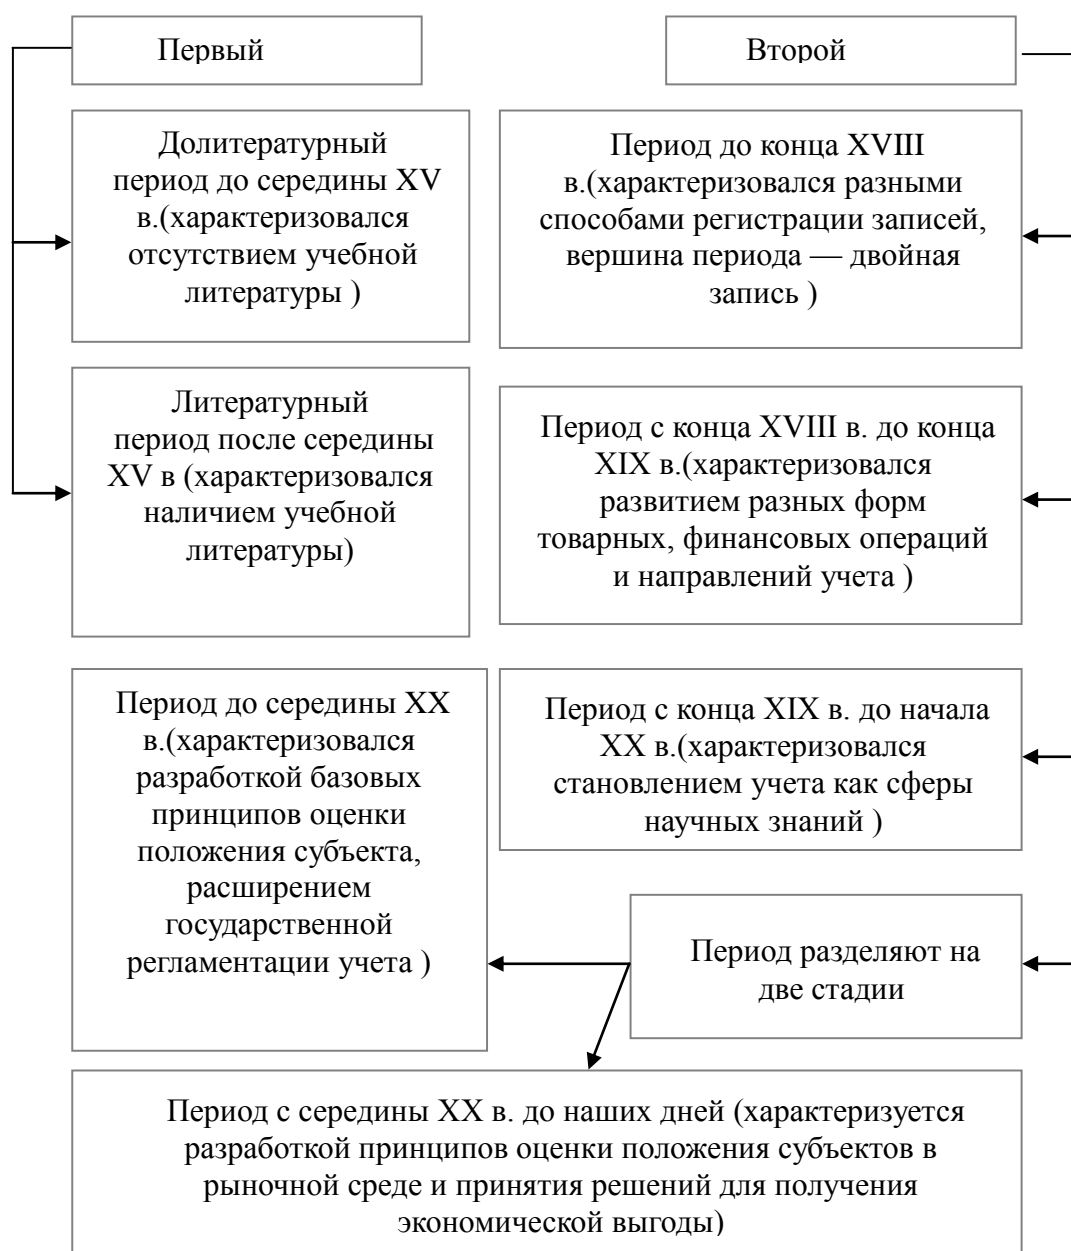 Первый
Второй
Долитературный
период до середины XV
в.(характеризовался
отсутствием учебной
литературы )
Период до конца XVIII
в.(характеризовался разными
способами регистрации записей,
вершина периода — двойная
запись )
Литературный
период после середины
XV в (характеризовался
наличием учебной
литературы)
Период с конца XVIII в. до конца
XIX в.(характеризовался
развитием разных форм
товарных, финансовых операций
и направлений учета )
Период до середины XX
в.(характеризовался
разработкой базовых
принципов оценки
положения субъекта,
расширением
государственной
регламентации учета )
Период с конца XIX в. до начала
XX в.(характеризовался
становлением учета как сферы
научных знаний )
Период разделяют на
две стадии
Период с середины XX в. до наших дней (характеризуется
разработкой принципов оценки положения субъектов в
рыночной среде и принятия решений для получения
экономической выгоды)